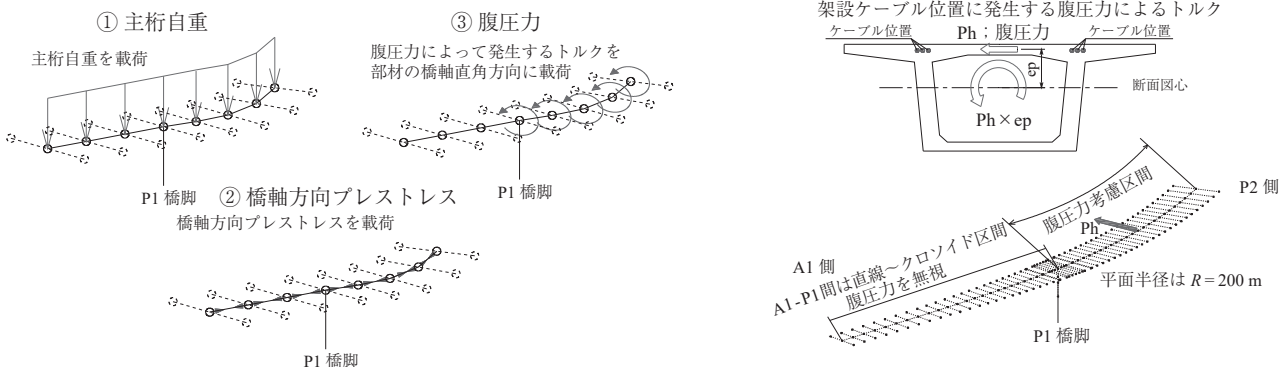 ① 主桁自重
主桁自重を載荷
P1 橋脚
③ 腹圧力
腹圧力によって発生するトルクを
部材の橋軸直角方向に載荷
P1 橋脚
② 橋軸方向プレストレス
橋軸方向プレストレスを載荷
P1 橋脚
架設ケーブル位置に発生する腹圧力によるトルク
ケーブル位置
Ph；腹圧力
ケーブル位置
ep
断面図心
Ph×ep
P2 側
腹圧力考慮区間
Ph
A1 側
A1-P1間は直線～クロソイド区間
腹圧力を無視
平面半径は R=200 m
P1 橋脚